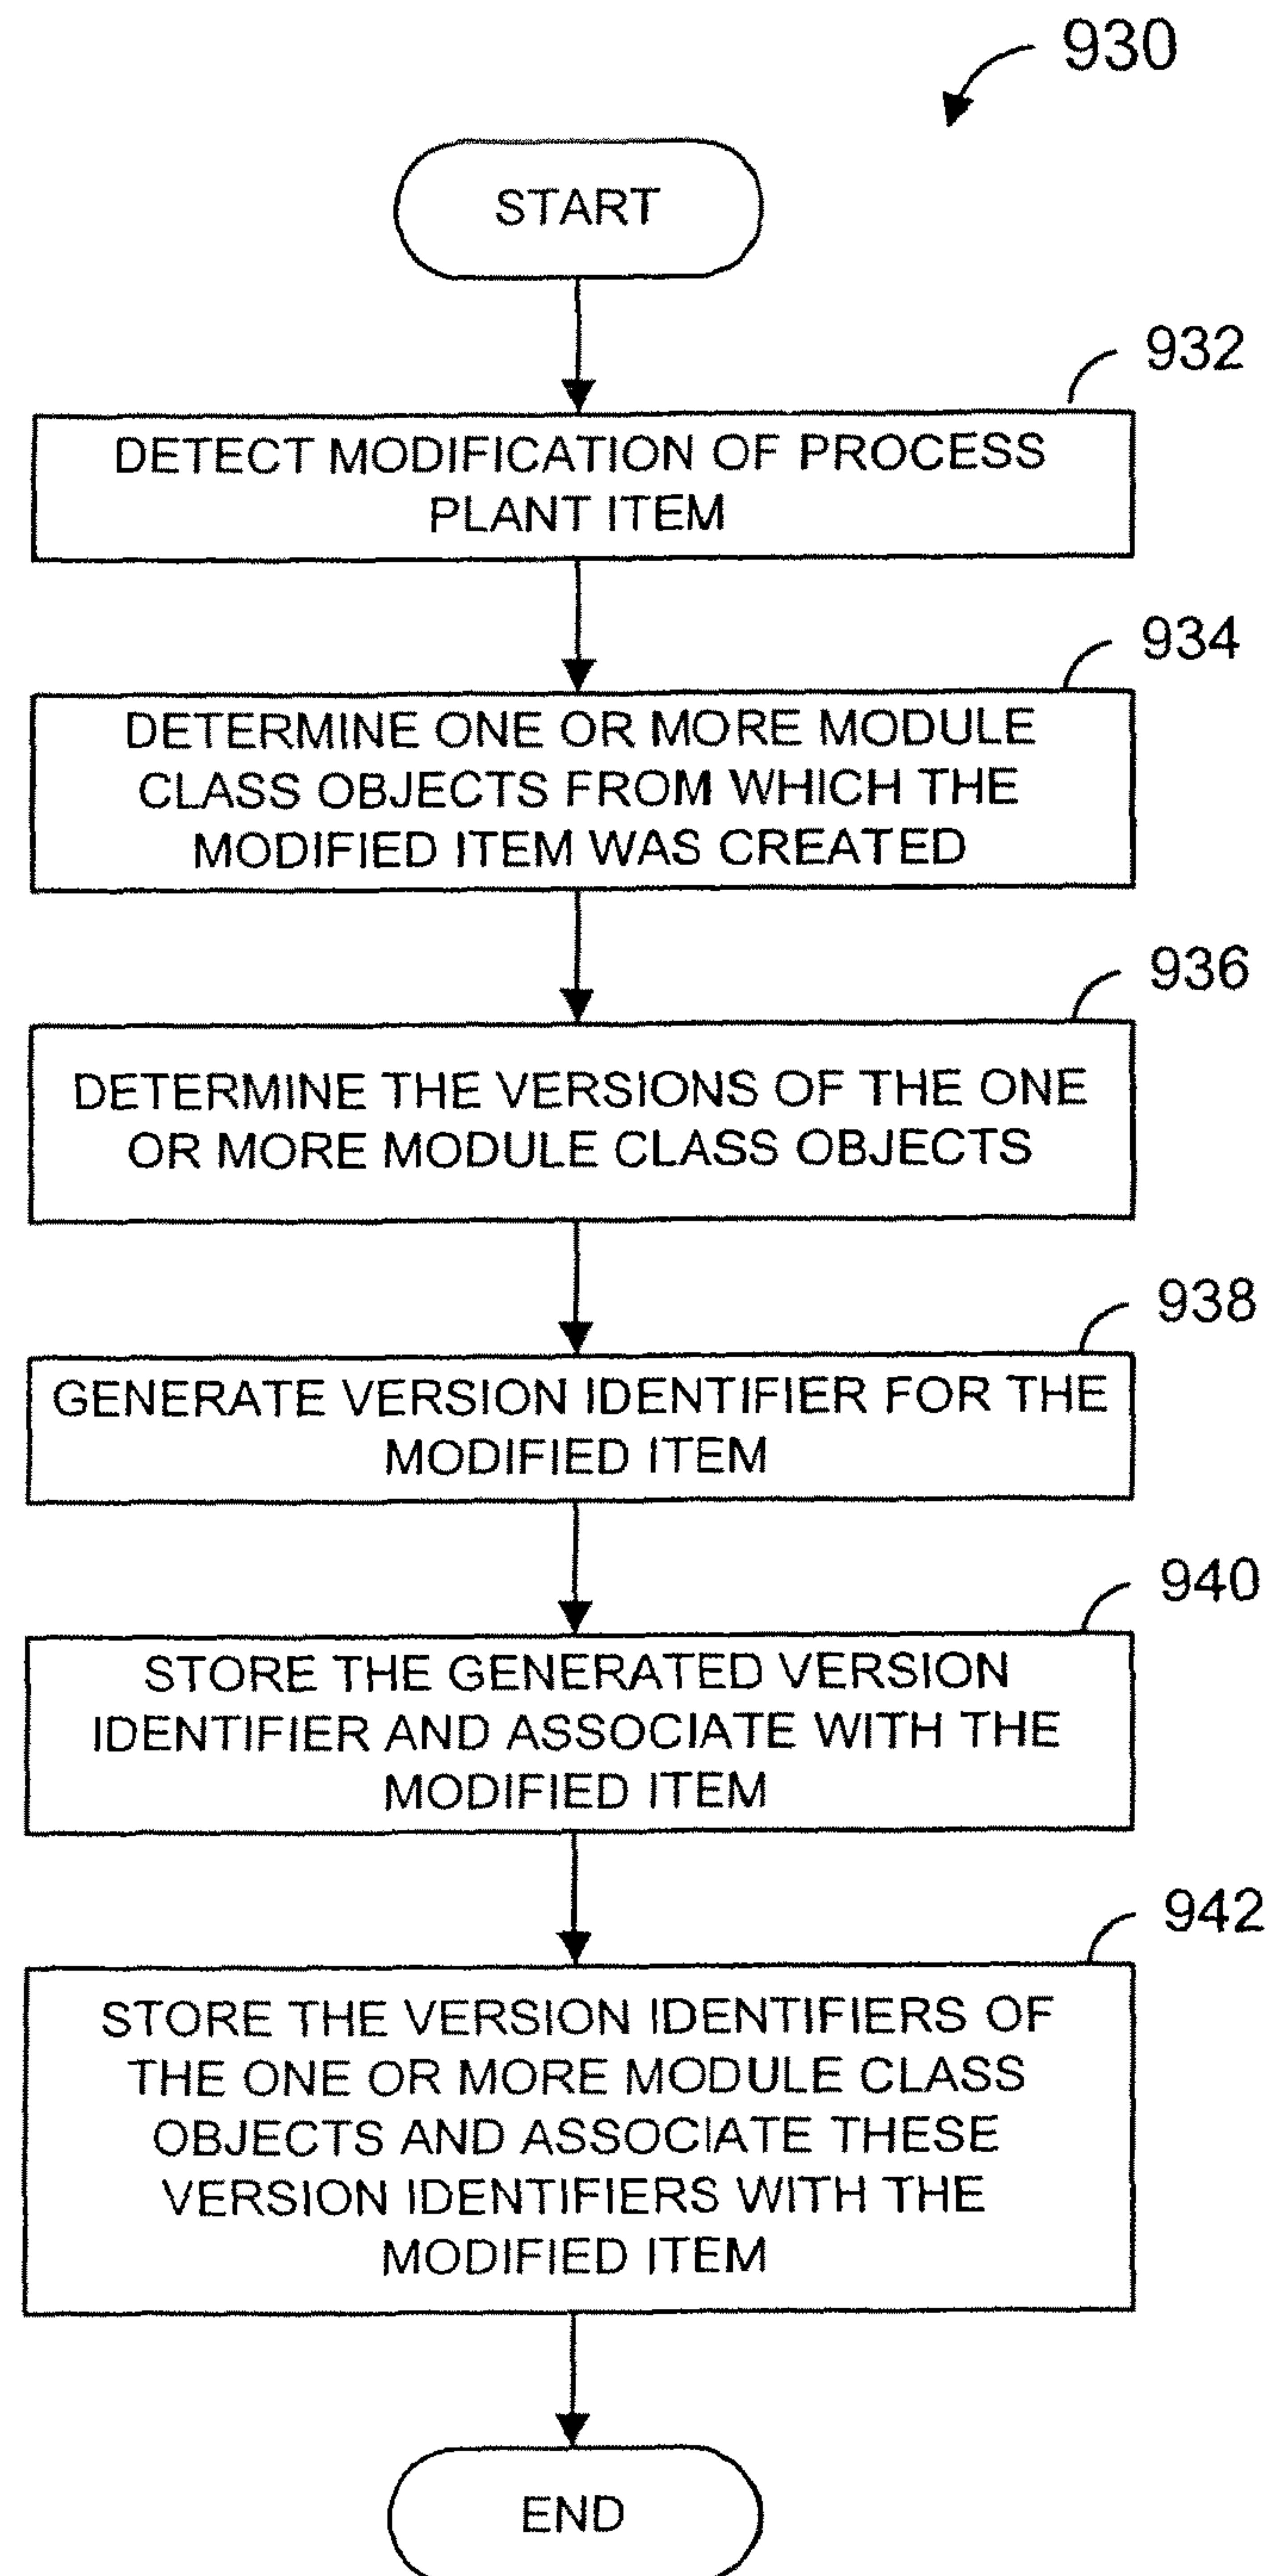 930
START
932
DETECT MODIFICATION OF PROCESS
PLANT ITEM
934
DETERMINE ONE OR MORE MODULE
CLASS OBJECTS FROM WHICH THE
MODIFIED ITEM WAS CREATED
936
DETERMINE THE VERSIONS OF THE ONE
OR MORE MODULE CLASS OBJECTS
938
GENERATE VERSION IDENTIFIER FOR THE
MODIFIED ITEM
940
STORE THE GENERATED VERSION
IDENTIFIER AND ASSOCIATE WITH THE
MODIFIED ITEM
942
STORE THE VERSION IDENTIFIERS OF
THE ONE OR MORE MODULE CLASS
OBJECTS AND ASSOCIATE THESE
VERSION IDENTIFIERS WITH THE
MODIFIED ITEM
END